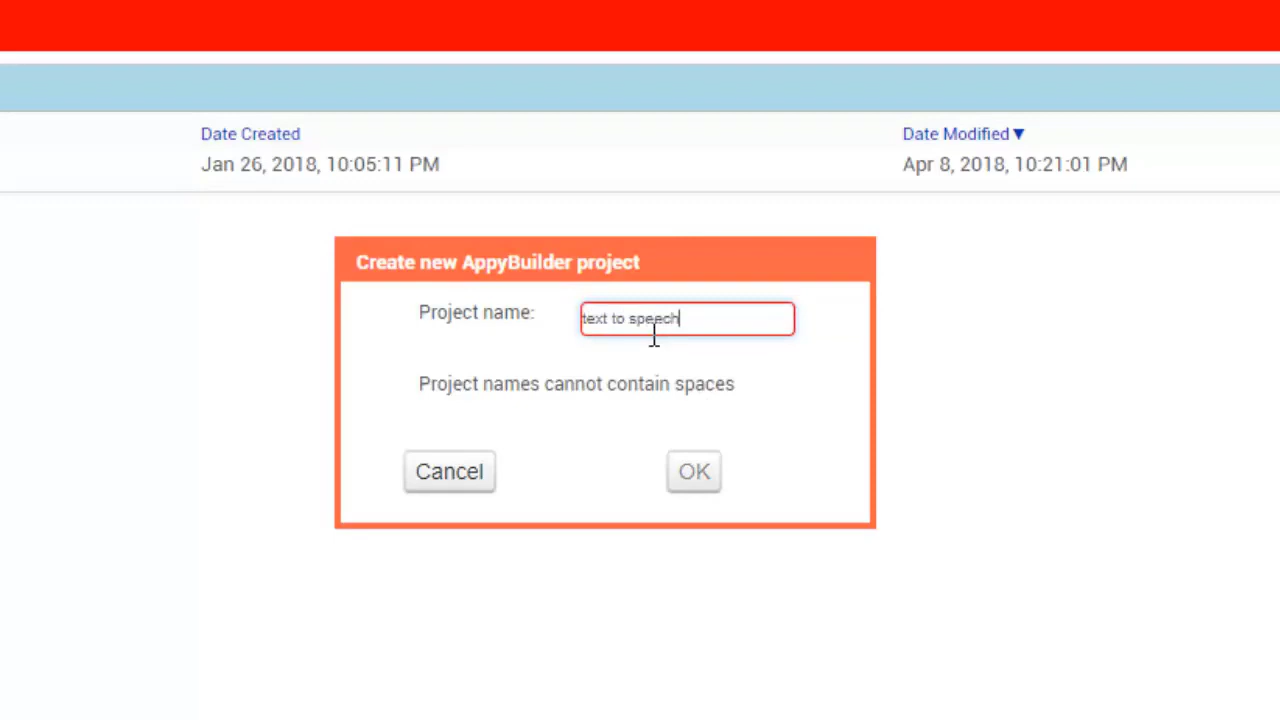 Date Created
Date Modified ▼
Jan 26, 2018, 10:05:11 PM
Apr 8, 2018, 10:21:01 PM
Create new AppyBuilder project
Project name:
text to speech
Project names cannot contain spaces
Cancel
OK